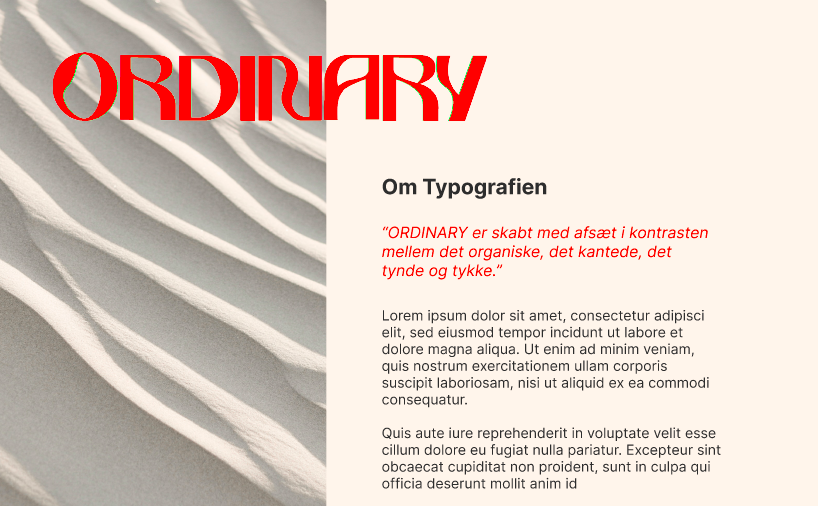 ORDINARY
Om Typografien
“ORDINARY er skabt med afsæt i kontrasten
mellem det organiske, det kantede, det
tynde og tykke.”
Lorem ipsum dolor sit amet, consectetur adipisci
elit, sed eiusmod tempor incidunt ut labore et
dolore magna aliqua. Ut enim ad minim veniam,
quis nostrum exercitationem ullam corporis
suscipit laboriosam, nisi ut aliquid ex ea commodi
consequatur.
Quis aute iure reprehenderit in voluptate velit esse
cillum dolore eu fugiat nulla pariatur. Excepteur sint
obcaecat cupiditat non proident, sunt in culpa qui
officia deserunt mollit anim id